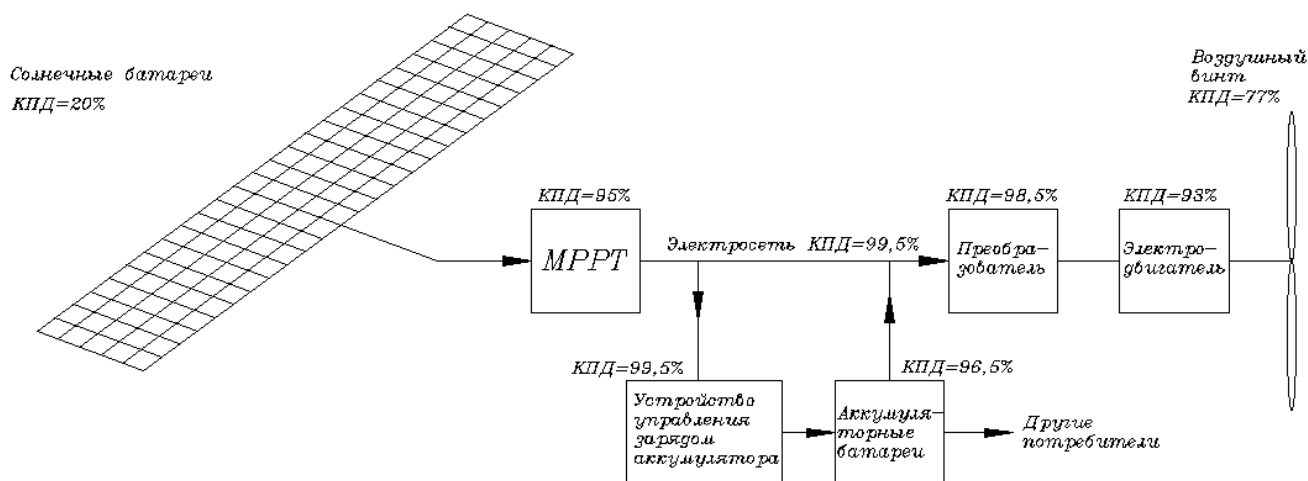 Солнечные батареи
КПД=20%
Воздушный
винт
КПД=77%
КПД=95%
MPPT
Электросеть КПД=99,5%
КПД=98,5%
Преобра-
зователь
КПД=93%
Электро-
двигатель
КПД=99,5%
Устройство
управления
зарядом
аккумулятора
КПД=96,5%
Аккумуля-
торные
батареи
Другие
потребители